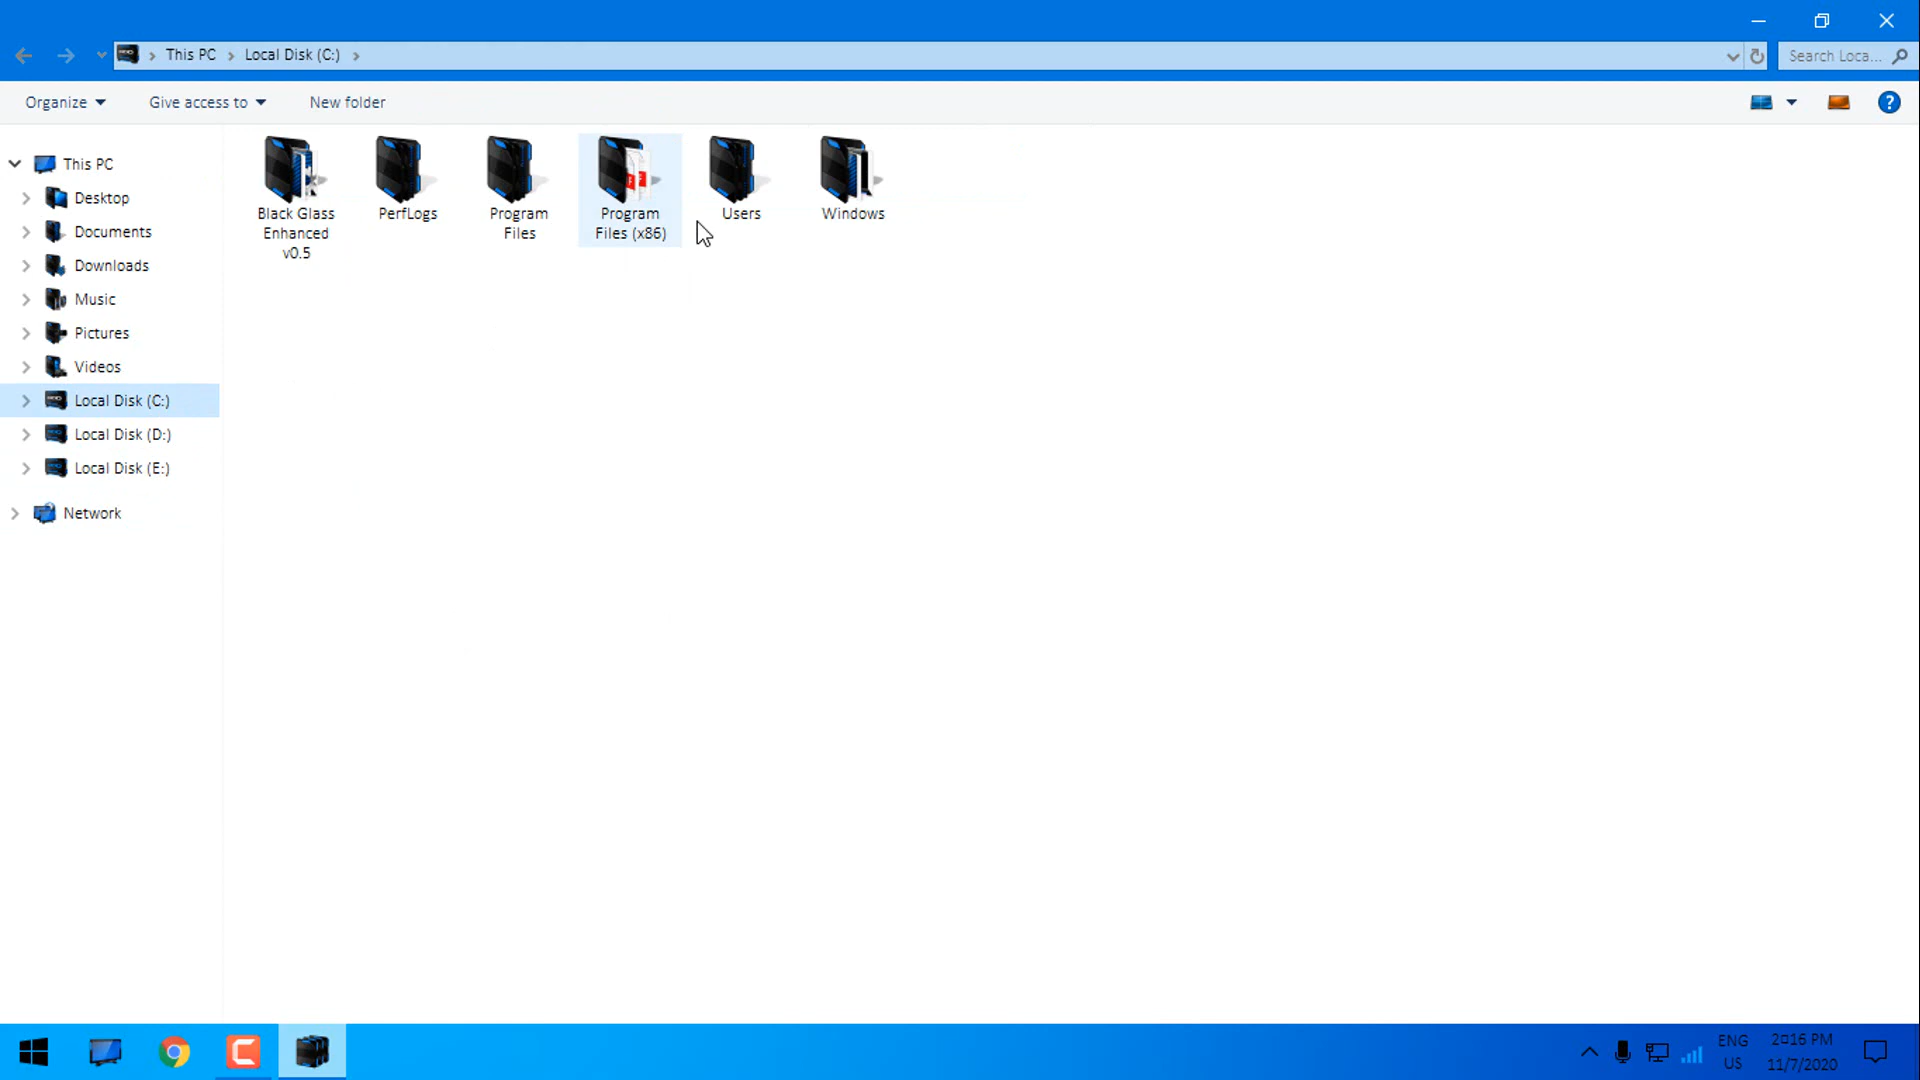 This PC
Local Disk (C:)
Search Loca...
Organize
Give access to
New folder
?
This PC
Desktop
Documents
Downloads
Music
Pictures
Videos
Local Disk (C:)
Local Disk (D:)
Local Disk (E:)
Network
Black Glass
Enhanced
v0.5
PerfLogs
Program
Files
Program
Files (x86)
Users
Windows
ENG
US
2□16 PM
11/7/2020